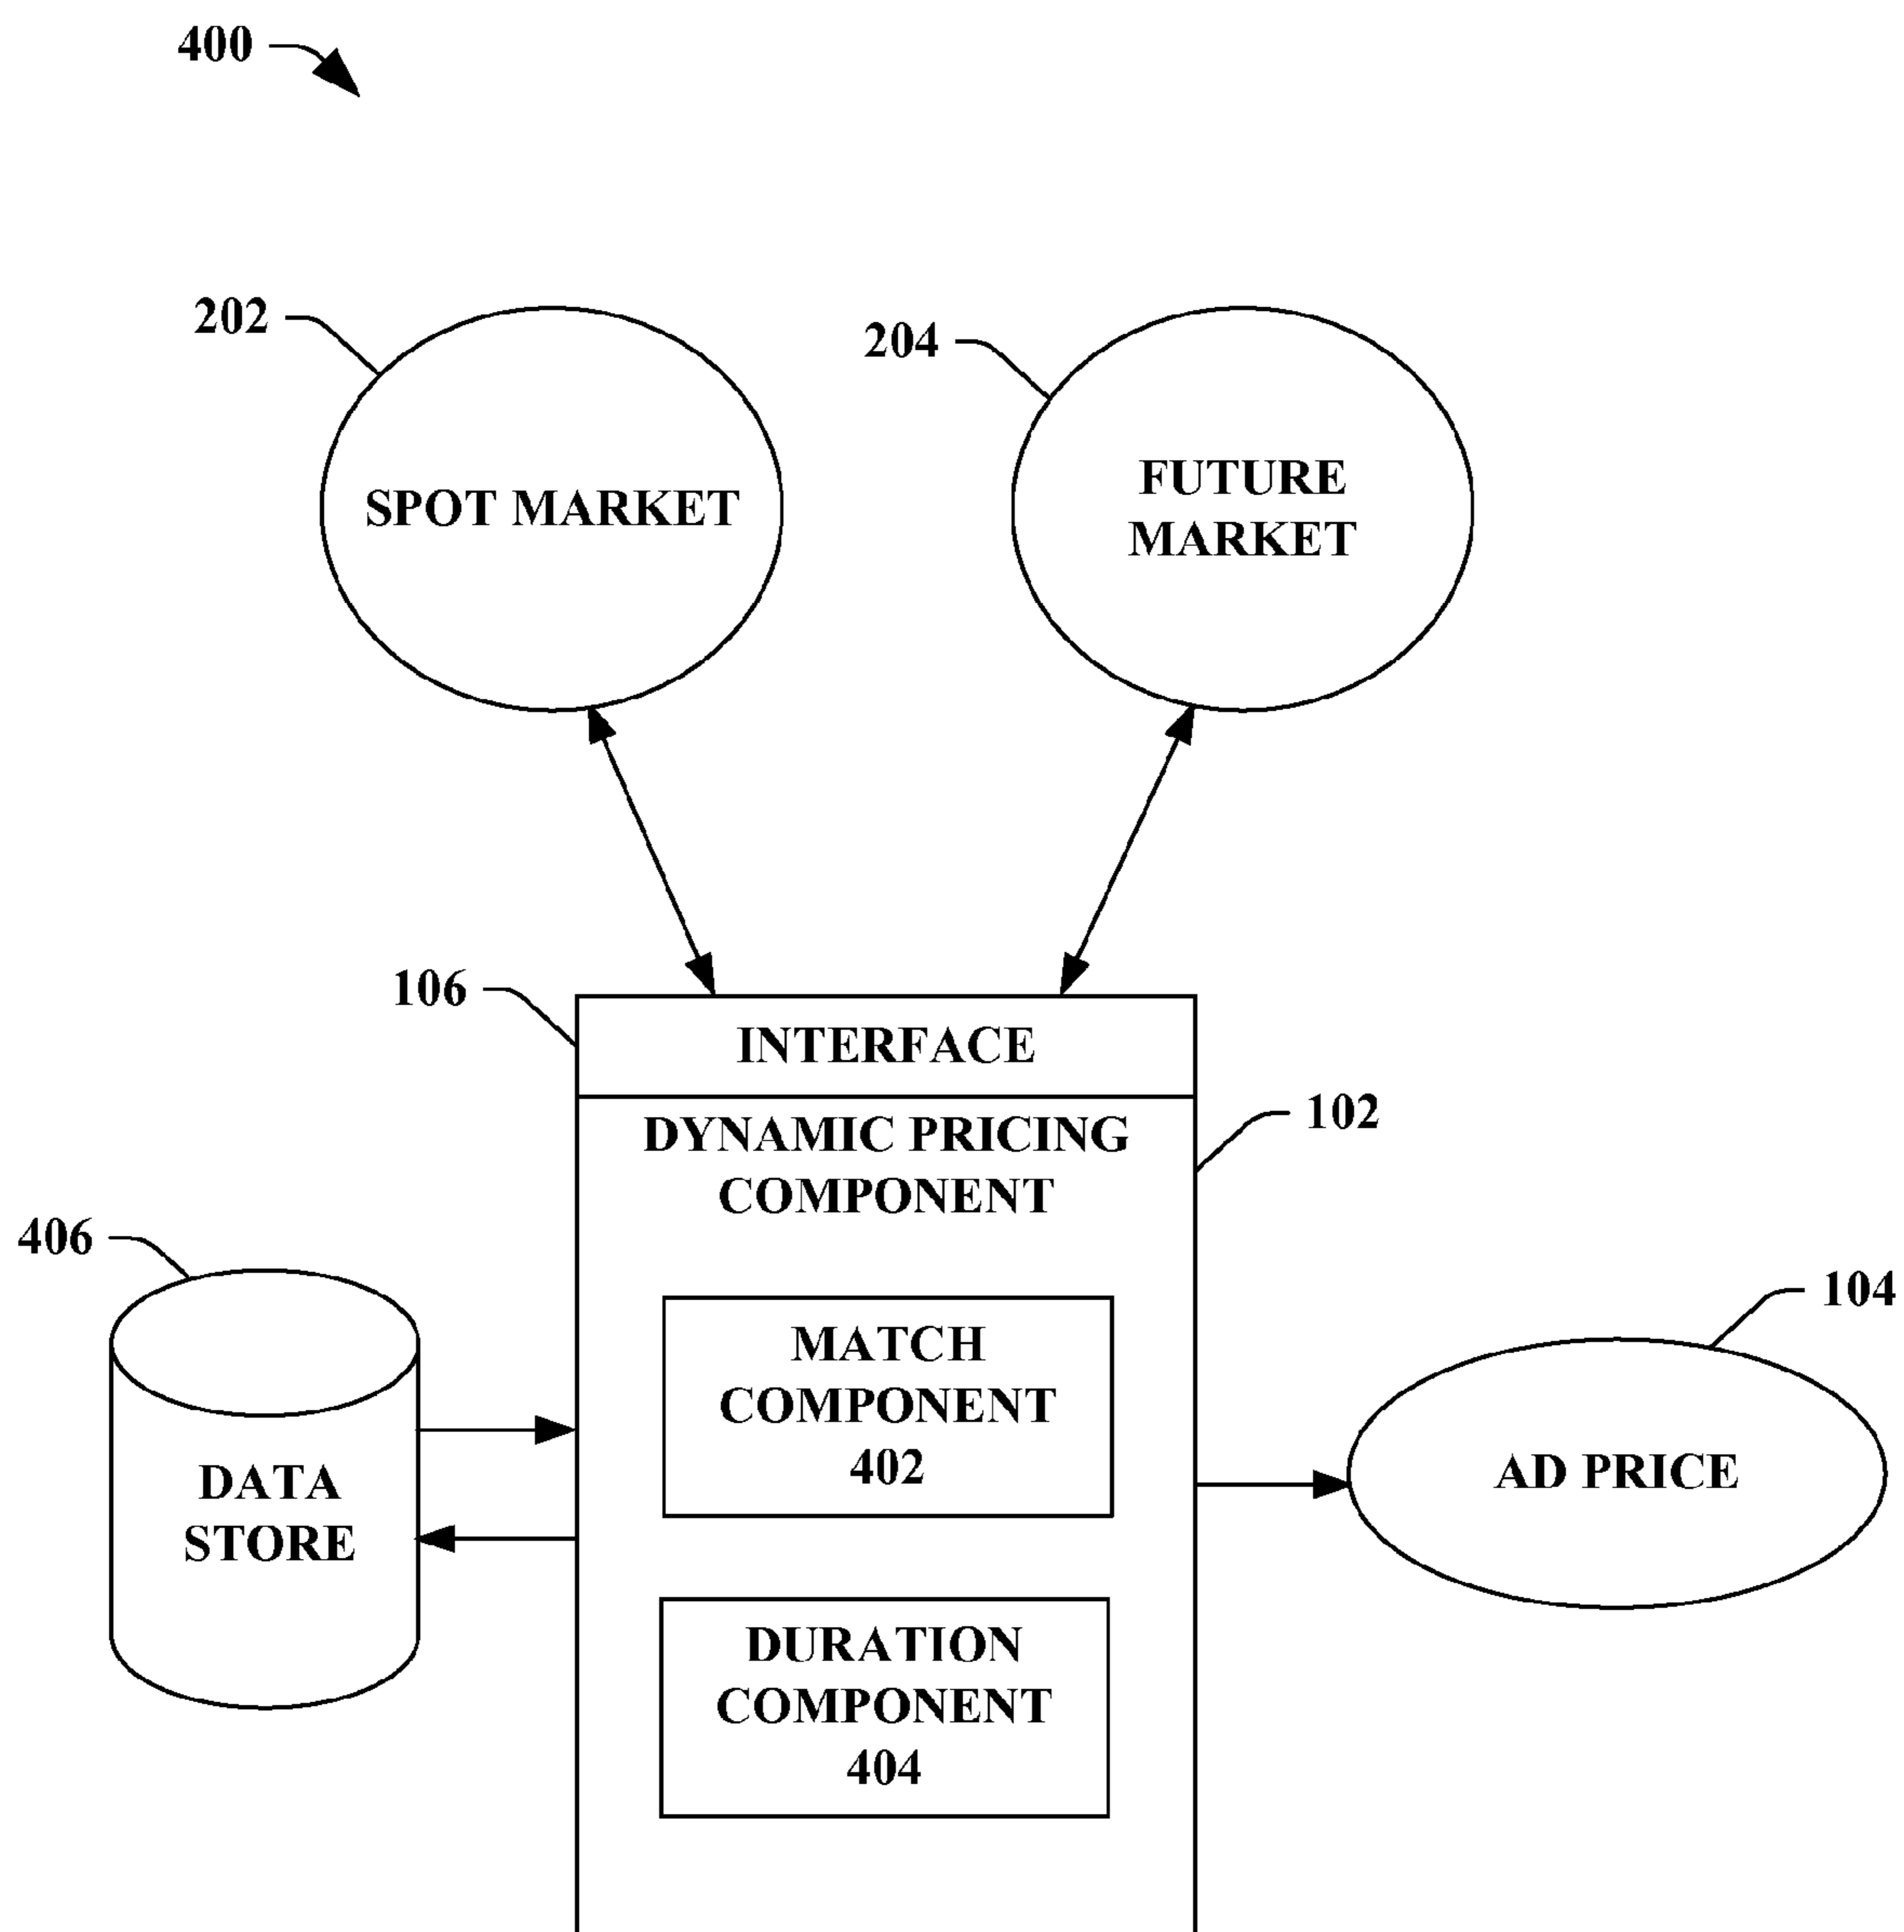 400
202
204
SPOT MARKET
FUTURE
MARKET
106
INTERFACE
102
DYNAMIC PRICING
COMPONENT
406
104
MATCH
COMPONENT
402
DATA
STORE
AD PRICE
DURATION
COMPONENT
404